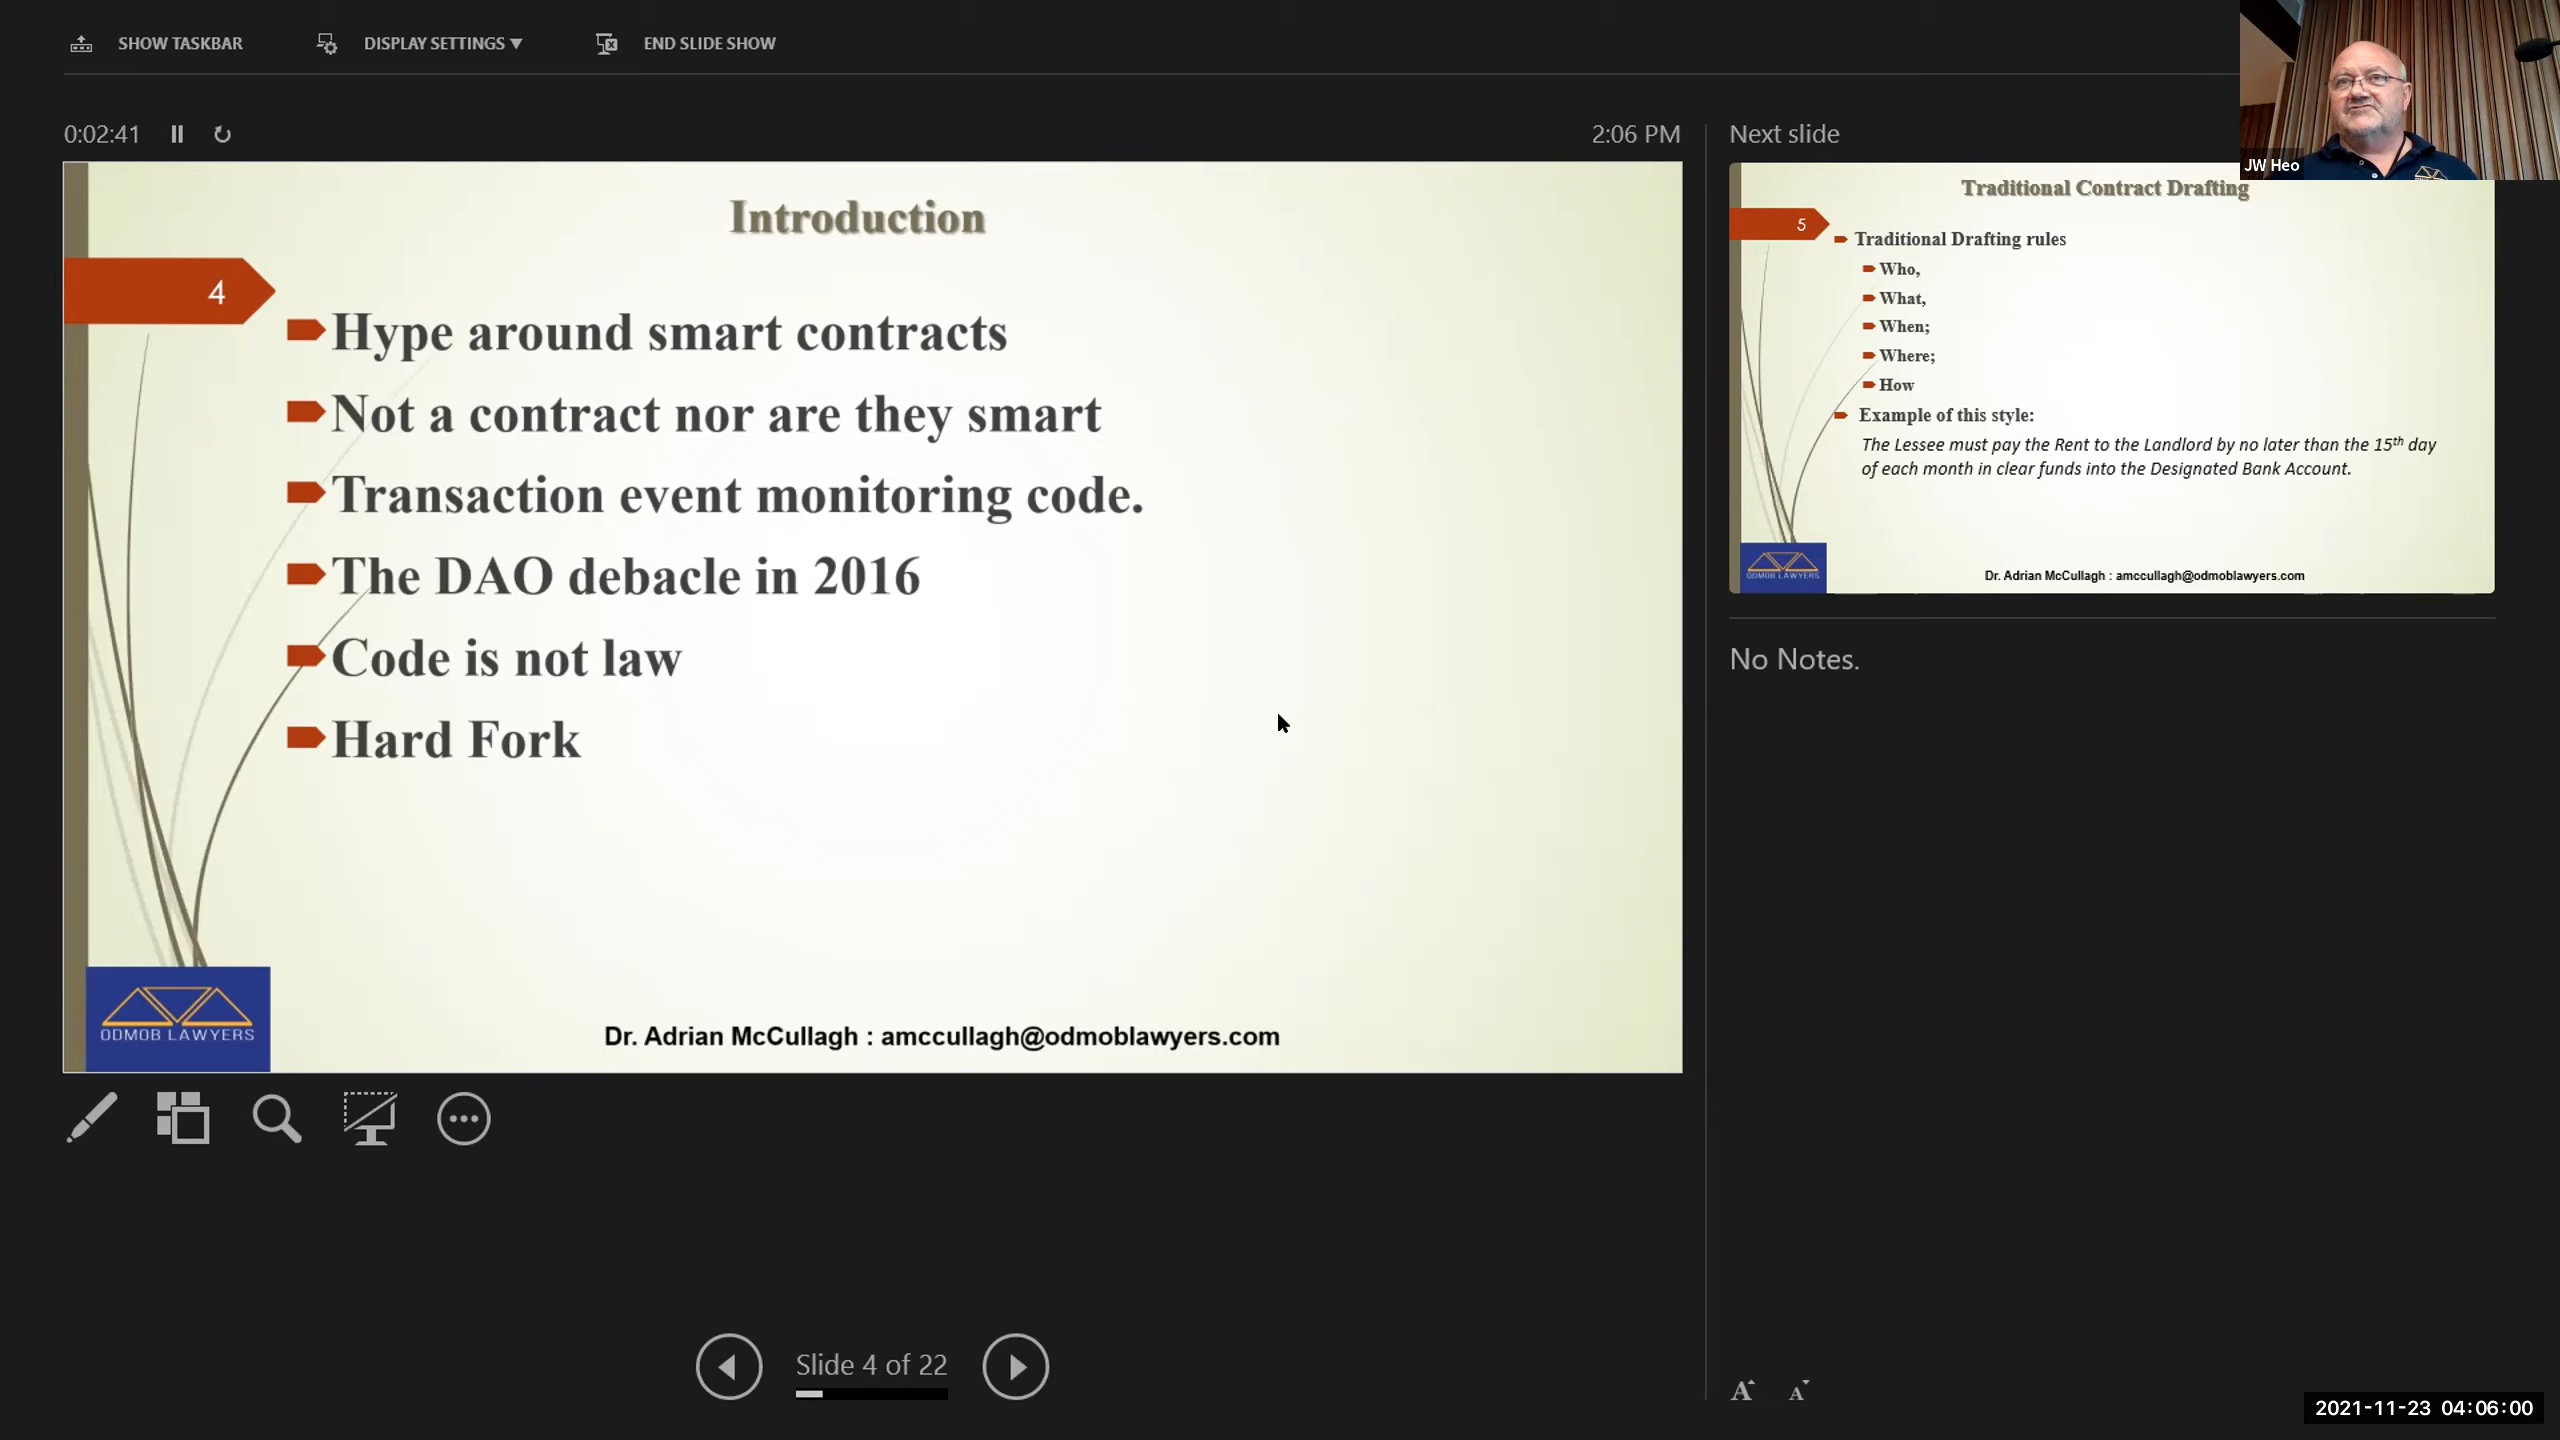 SHOW TASKBAR
DISPLAY SETTINGS ▼
END SLIDE SHOW
0:02:41
2:06 PM
Introduction
4
Hype around smart contracts
Not a contract nor are they smart
Transaction event monitoring code.
The DAO debacle in 2016
Code is not law
Hard Fork
ODMOB LAWYERS
Dr. Adrian McCullagh : amccullagh@odmoblawyers.com
Slide 4 of 22
Next slide
JW Heo
Traditional Contract Drafting
5
Traditional Drafting rules
Who,
What,
When;
Where;
How
Example of this style:
The Lessee must pay the Rent to the Landlord by no later than the 15th day
of each month in clear funds into the Designated Bank Account.
ODMOB LAWYERS
Dr. Adrian McCullagh : amccullagh@odmoblawyers.com
No Notes.
A A
2021-11-23 04:06:00